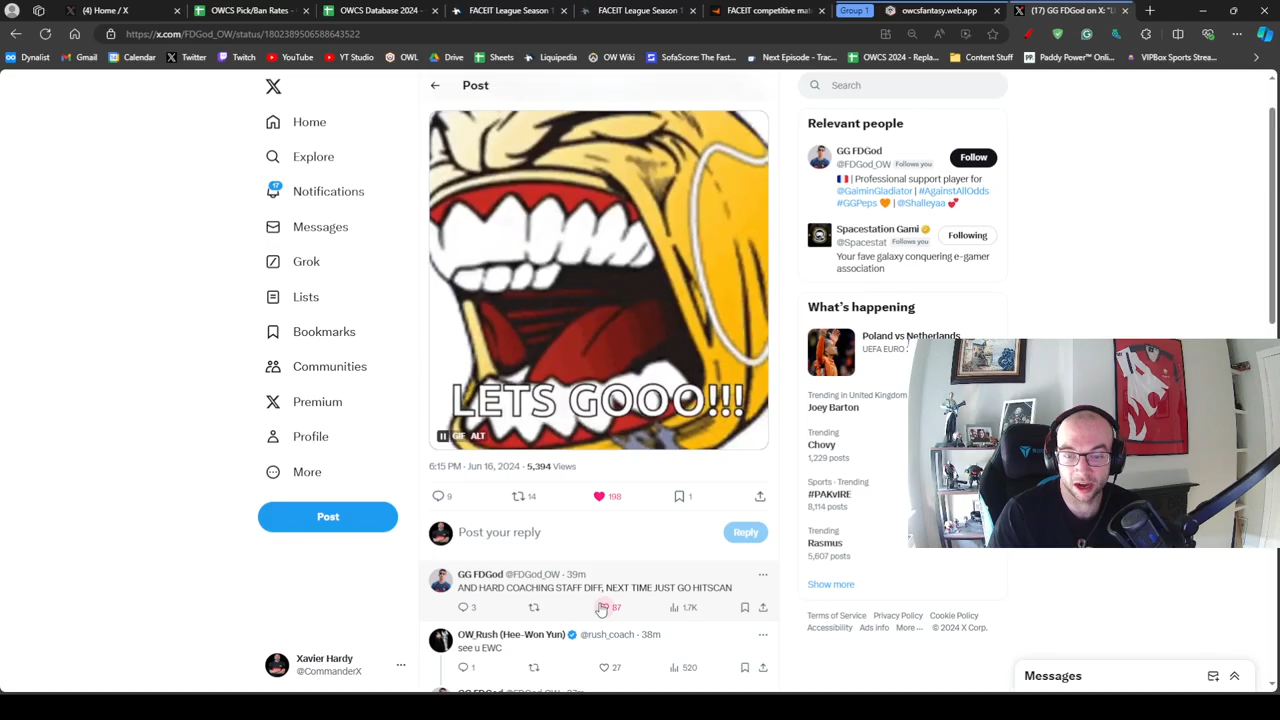 (4) Home / X
OWCS Pick/Ban Rates -
OWCS Database 2024 -
FACEIT League Season 1
FACEIT League Season 1
FACEIT competitive mat
Group 1
owcsfantasy.web.app
(17) GG FDGod on X: "L
https://x.com/FDGod_OW/status/1802389506588643522
Dynalist
Gmail
Calendar
Twitter
Twitch
YouTube
YT Studio
OWL
Drive
Sheets
Liquipedia
OW Wiki
SofaScore: The Fast...
Next Episode - Trac...
OWCS 2024 - Repla...
Content Stuff
Paddy Power™ Onli...
VIPBox Sports Strea...
Home
Explore
17
Notifications
Messages
Grok
Lists
Bookmarks
Communities
Premium
Profile
More
Post
Xavier Hardy
@CommanderX
Post
LETS GOOO!!!
GIF ALT
6:15 PM · Jun 16, 2024 · 5,394 Views
9 14 198 1
Post your reply
Reply
GG FDGod @FDGod_OW · 39m
AND HARD COACHING STAFF DIFF, NEXT TIME JUST GO HITSCAN
3 87 1.7K
OW_Rush (Hee-Won Yun) @rush_coach · 38m
see u EWC
1 27 520
Search
Relevant people
GG FDGod
@FDGod_OW Follows you
Follow
🇫🇷 | Professional support player for
@GaiminGladiator | #AgainstAllOdds
#GGPeps 🧡 | @Shalleyaa 💕
Spacestation Gami
@Spacestat Follows you
Following
Your fave galaxy conquering e-gamer
association
What's happening
Poland vs Netherlands
UEFA EURO
Trending in United Kingdom
Joey Barton
Trending
Chovy
1,229 posts
Sports · Trending
#PAKvIRE
8,114 posts
Trending
Rasmus
5,607 posts
Show more
Terms of Service Privacy Policy Cookie Policy
Accessibility Ads info More ··· © 2024 X Corp.
Messages